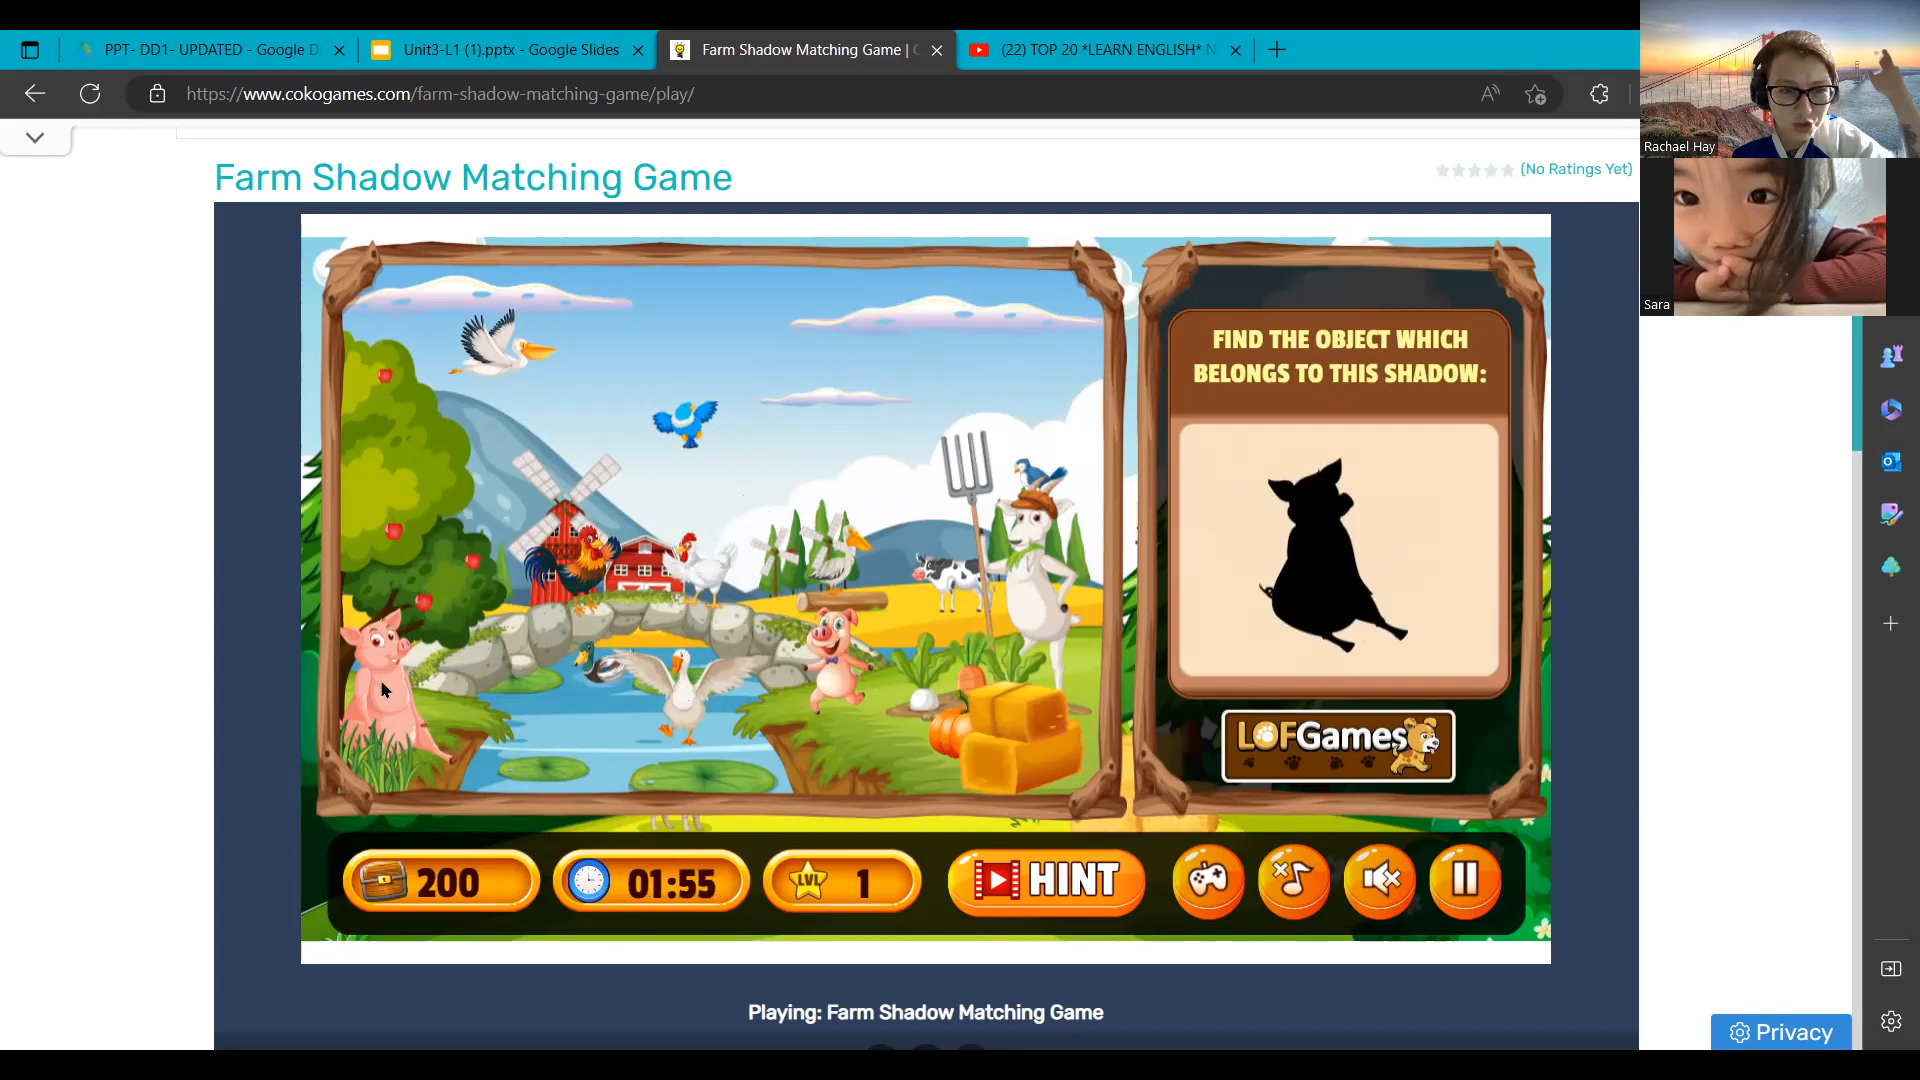 PPT- DD1- UPDATED - Google D
Unit3-L1 (1).pptx - Google Slides
Farm Shadow Matching Game |
(22) TOP 20 *LEARN ENGLISH*
https://www.cokogames.com/farm-shadow-matching-game/play/
Rachael Hay
Sara
Farm Shadow Matching Game
(No Ratings Yet)
FIND THE OBJECT WHICH
BELONGS TO THIS SHADOW:
LOFGames
200
01:55
LVL
1
HINT
Playing: Farm Shadow Matching Game
Privacy